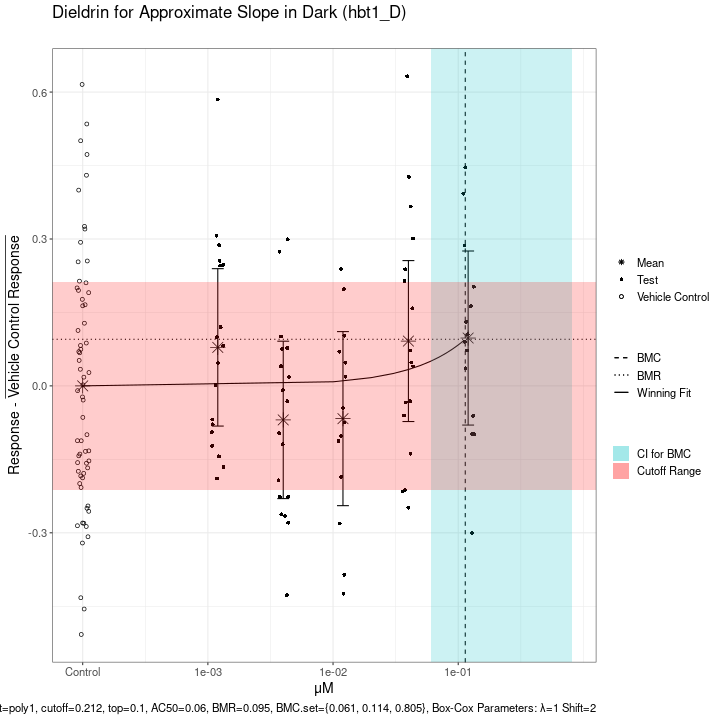 Dieldrin for Approximate Slope in Dark (hbt1_D)
Response - Vehicle Control Response
0.6
0.3
0.0
-0.3
Control
1e-03
1e-02
1e-01
μM
Mean
Test
Vehicle Control
BMC
BMR
Winning Fit
CI for BMC
Cutoff Range
t=poly1, cutoff=0.212, top=0.1, AC50=0.06, BMR=0.095, BMC.set={0.061, 0.114, 0.805}, Box-Cox Parameters: λ=1 Shift=2